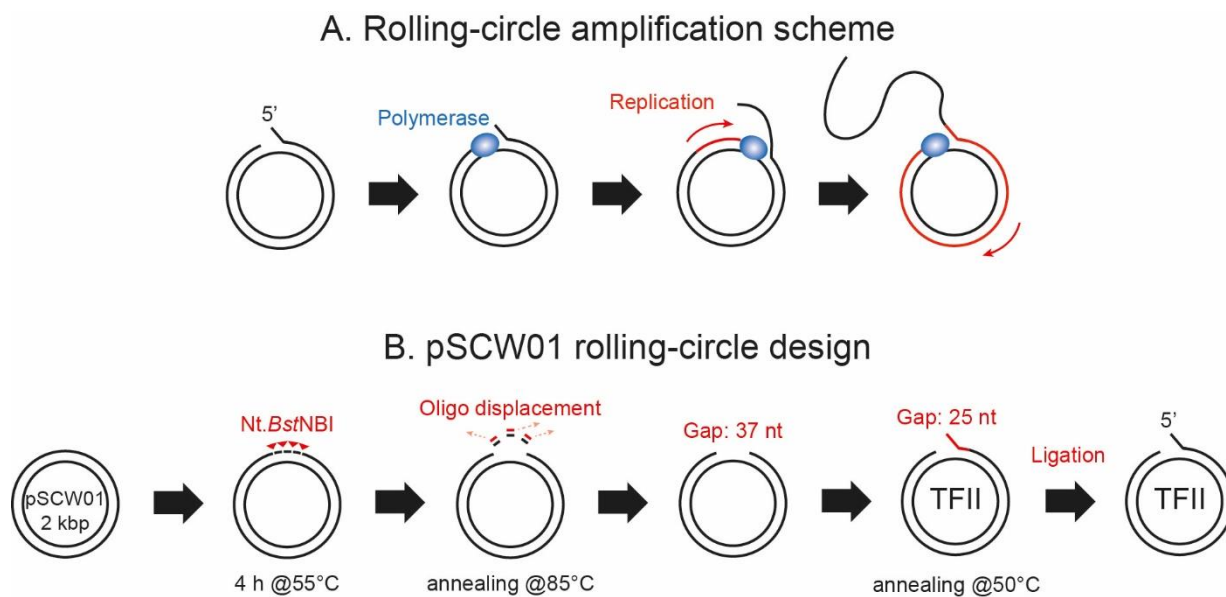 A. Rolling-circle amplification scheme
5’
Polymerase
Replication
B. pSCW01 rolling-circle design
pSCW01
2 kbp
Nt.BstNBI
4 h @55°C
Oligo displacement
annealing @85°C
Gap: 37 nt
Gap: 25 nt
TFII
annealing @50°C
Ligation
5’
TFII